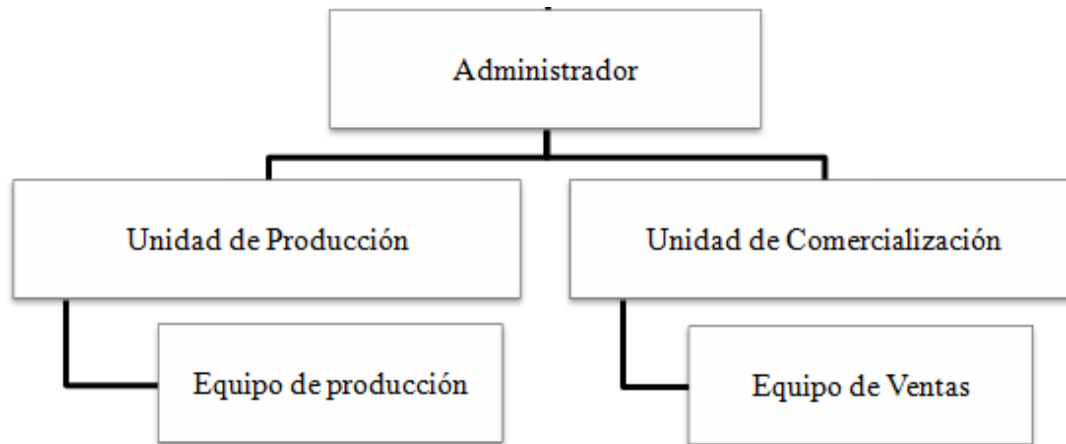 Administrador
Unidad de Producción
Unidad de Comercialización
Equipo de producción
Equipo de Ventas